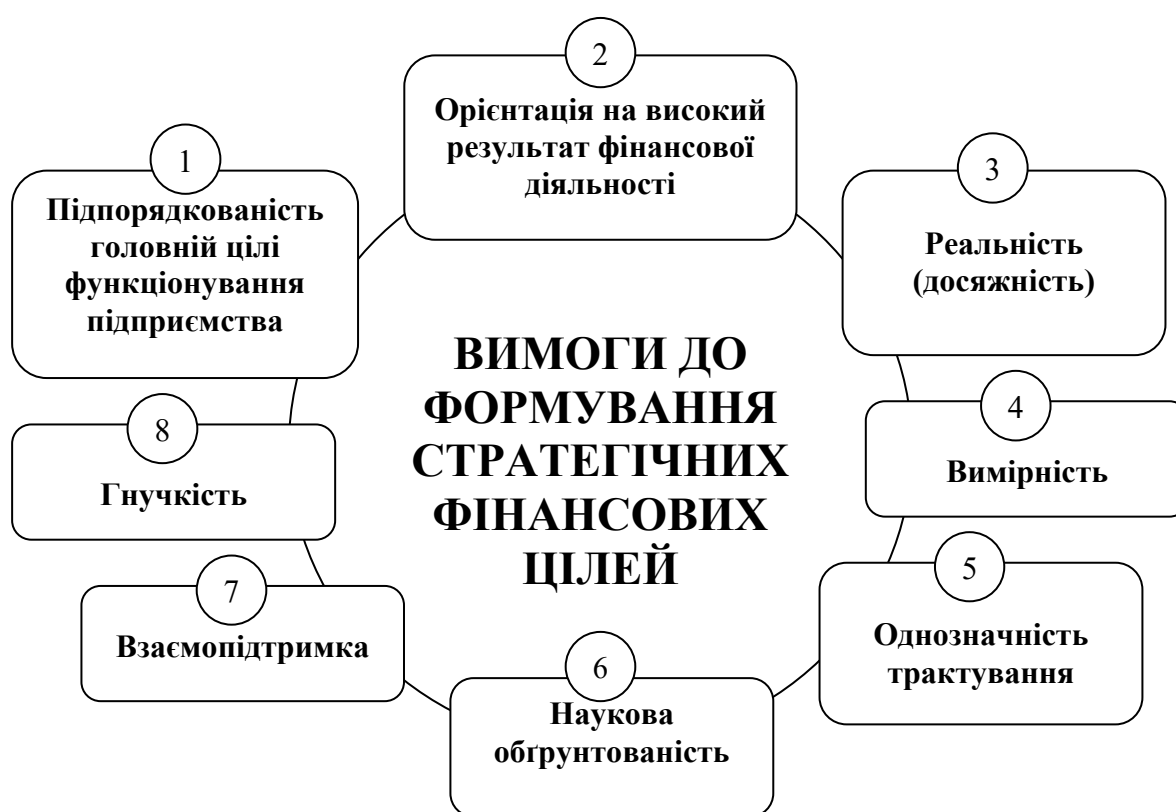 1
Підпорядкованість
головній цілі
функціонування
підприємства
2
Орієнтація на високий
результат фінансової
діяльності
3
Реальність
(досяжність)
4
Вимірність
5
Однозначність
трактування
6
Наукова
обґрунтованість
7
Взаємопідтримка
8
Гнучкість
ВИМОГИ ДО
ФОРМУВАННЯ
СТРАТЕГІЧНИХ
ФІНАНСОВИХ
ЦІЛЕЙ